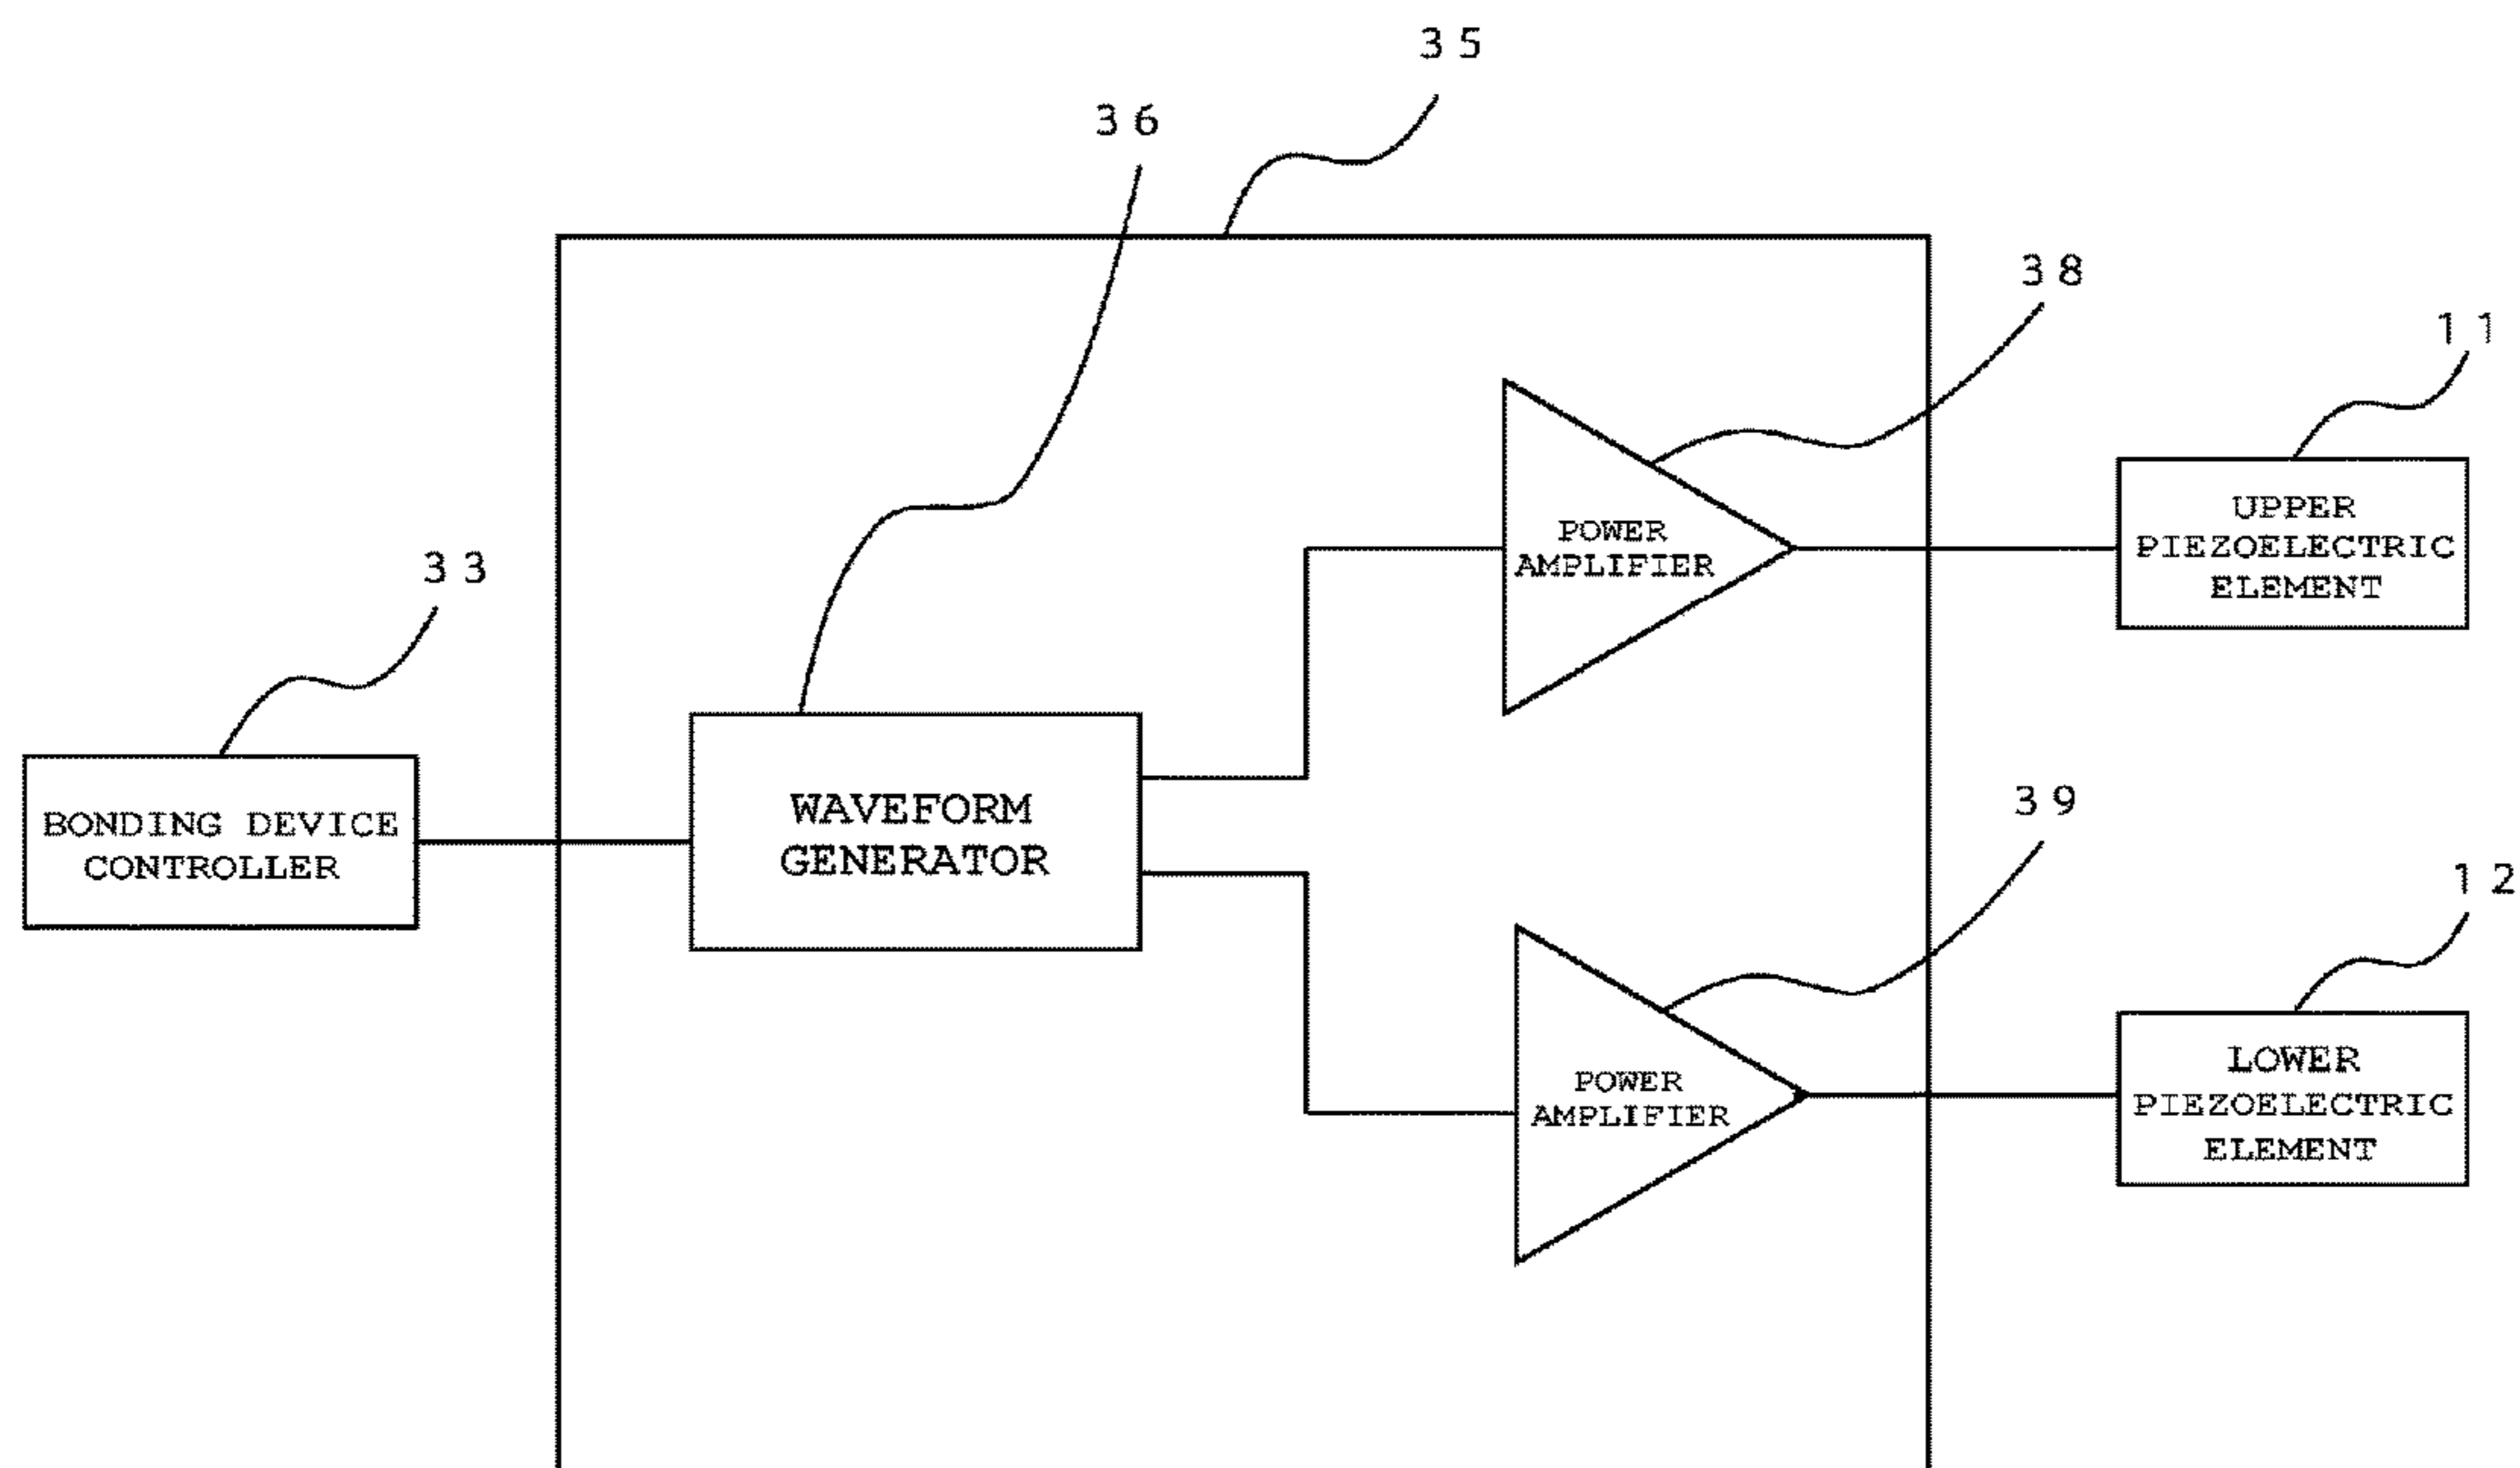 35
36
38
11
UPPER
PIEZOELECTRIC
ELEMENT
POWER
AMPLIFIER
33
WAVEFORM
GENERATOR
BONDING DEVICE
CONTROLLER
39
12
LOWER
PIEZOELECTRIC
ELEMENT
POWER
AMPLIFIER